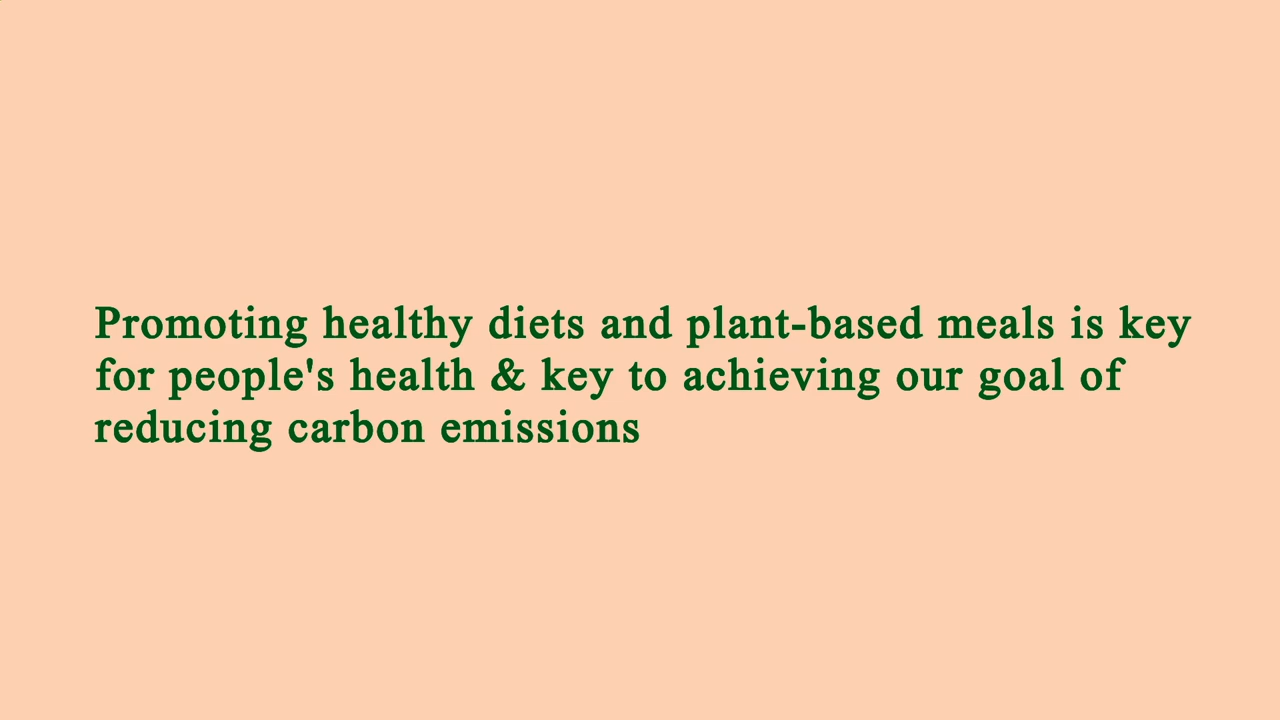 Promoting healthy diets and plant-based meals is key
for people's health & key to achieving our goal of
reducing carbon emissions